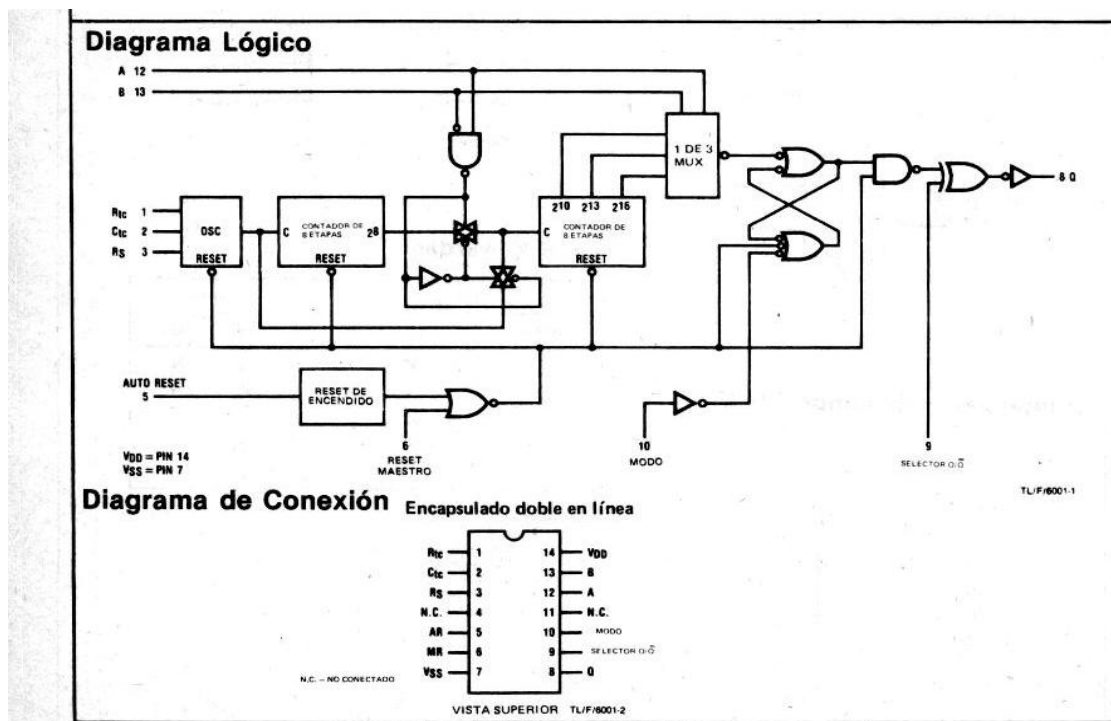 Diagrama Lógico
A 12
B 13
1 DE 3
MUX
Rtc 1
Ctc 2
RS 3
OSC
RESET
C
CONTADOR DE
8 ETAPAS
2⁸
RESET
2¹⁰ 2¹³ 2¹⁶
C
CONTADOR DE
8 ETAPAS
RESET
8 Q
AUTO RESET
5
RESET DE
ENCENDIDO
6
RESET
MAESTRO
10
MODO
9
SELECTOR Q/Q̅
VDD = PIN 14
VSS = PIN 7
TL/F/6001-1
Diagrama de Conexión
Encapsulado doble en línea
Rtc 1 14 VDD
Ctc 2 13 B
RS 3 12 A
N.C. 4 11 N.C.
AR 5 10 MODO
MR 6 9 SELECTOR Q/Q̅
VSS 7 8 Q
N.C. – NO CONECTADO
VISTA SUPERIOR TL/F/6001-2